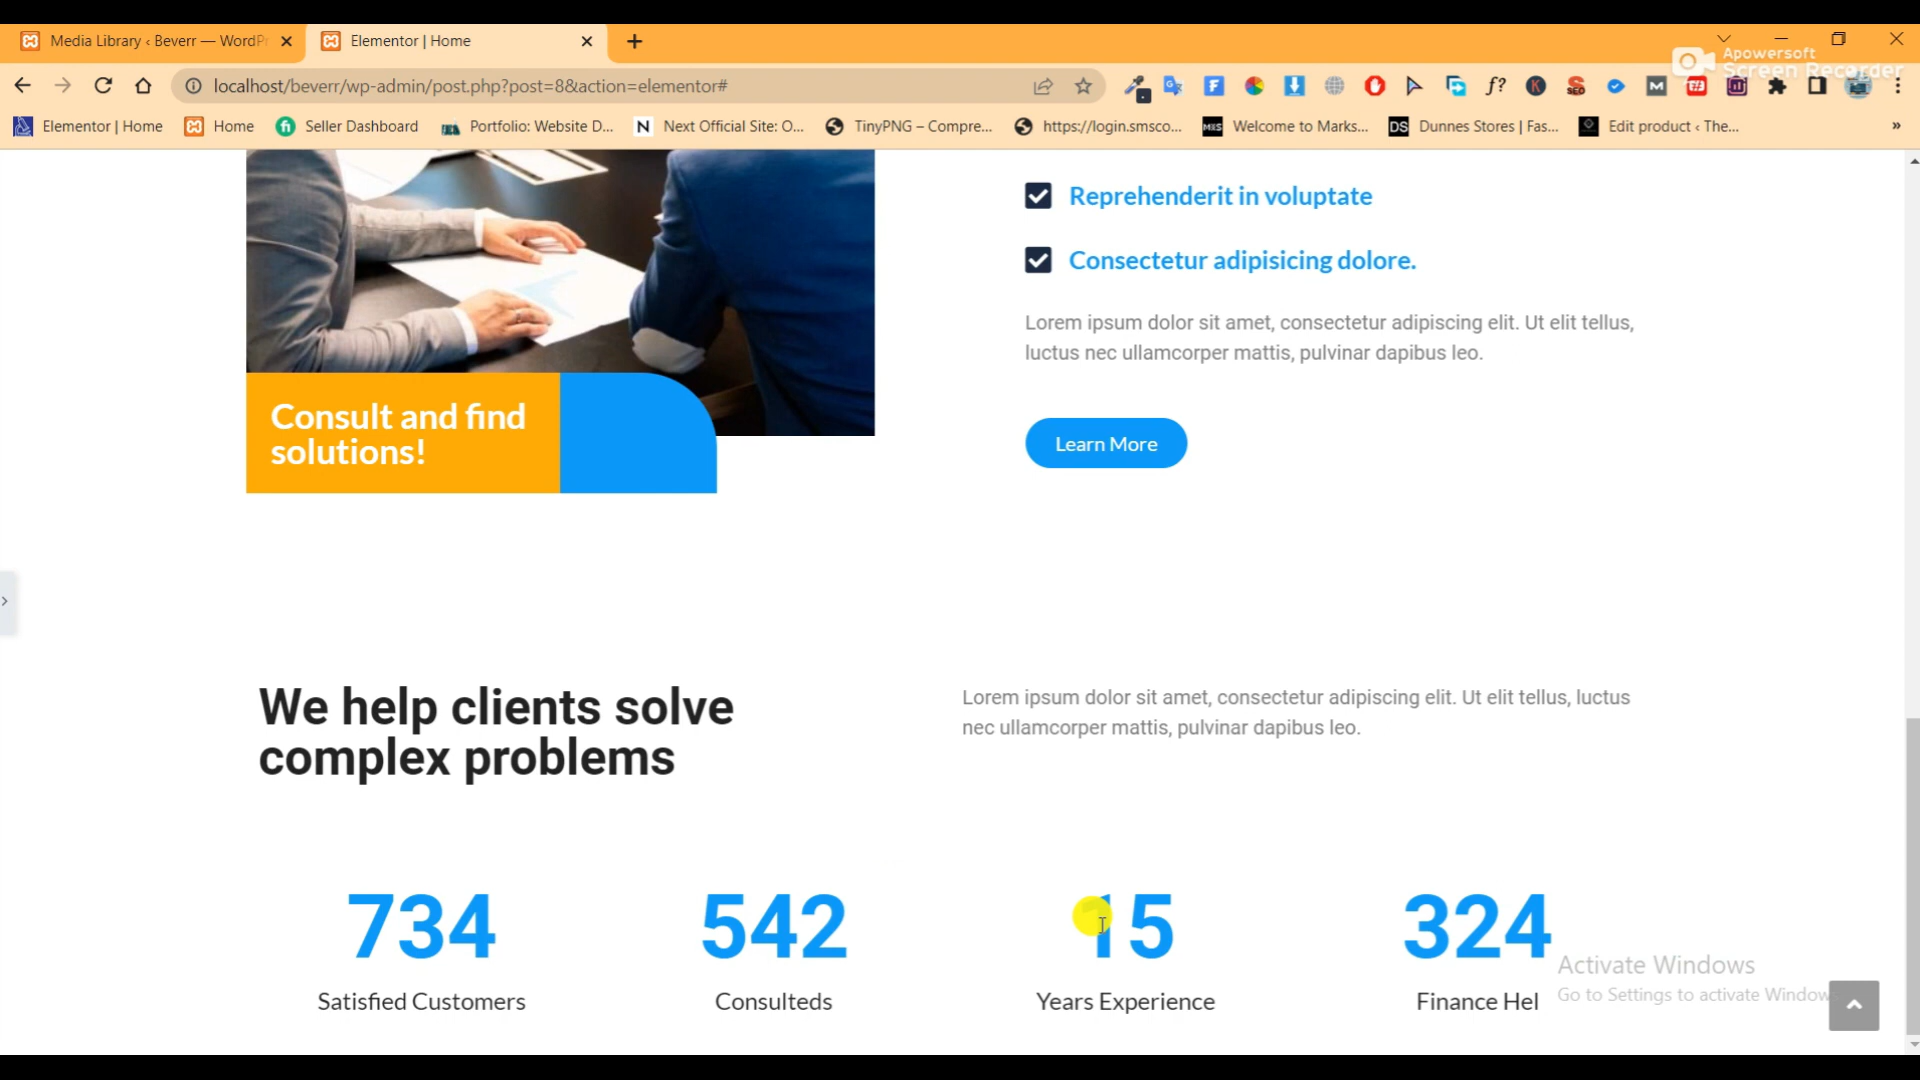 Media Library ‹ Beverr — WordPr
Elementor | Home
Apowersoft
Screen Recorder
localhost/beverr/wp-admin/post.php?post=8&action=elementor#
Elementor | Home
Home
Seller Dashboard
Portfolio: Website D...
Next Official Site: O...
TinyPNG – Compre...
https://login.smsco...
Welcome to Marks...
Dunnes Stores | Fas...
Edit product ‹ The...
Reprehenderit in voluptate
Consectetur adipisicing dolore.
Lorem ipsum dolor sit amet, consectetur adipiscing elit. Ut elit tellus,
luctus nec ullamcorper mattis, pulvinar dapibus leo.
Learn More
Consult and find
solutions!
We help clients solve
complex problems
Lorem ipsum dolor sit amet, consectetur adipiscing elit. Ut elit tellus, luctus
nec ullamcorper mattis, pulvinar dapibus leo.
734
542
15
324
Satisfied Customers
Consulteds
Years Experience
Finance Hel
Activate Windows
Go to Settings to activate Window